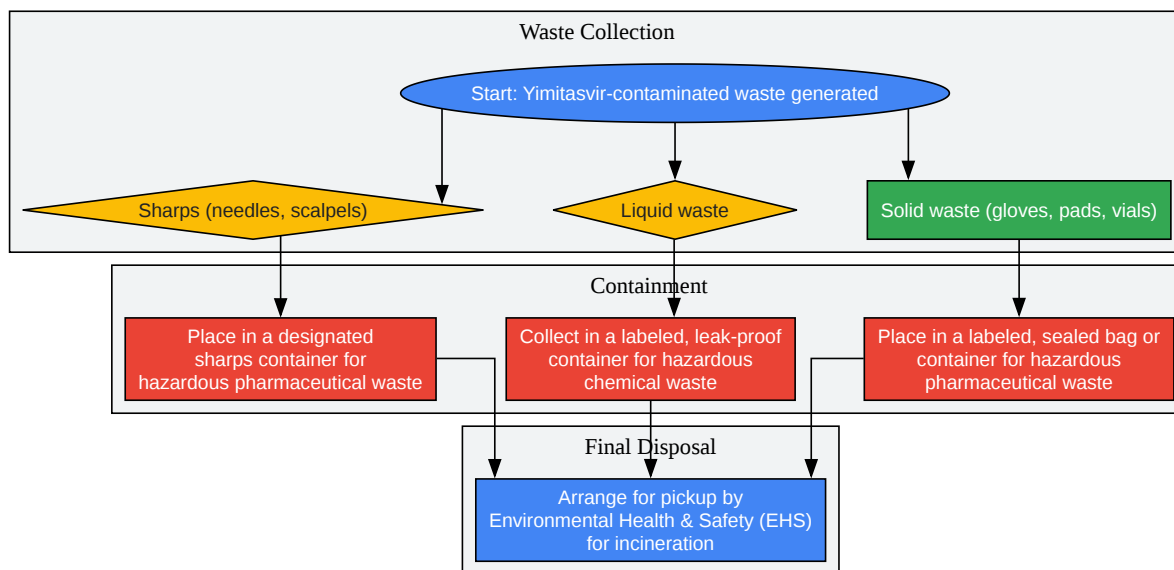 Waste Collection
Start: Yimitasvir-contaminated waste generated
Sharps (needles, scalpels)
Liquid waste
Solid waste (gloves, pads, vials)
Containment
Place in a designated
sharps container for
hazardous pharmaceutical waste
Collect in a labeled, leak-proof
container for hazardous
chemical waste
Place in a labeled, sealed bag or
container for hazardous
pharmaceutical waste
Final Disposal
Arrange for pickup by
Environmental Health & Safety (EHS)
for incineration